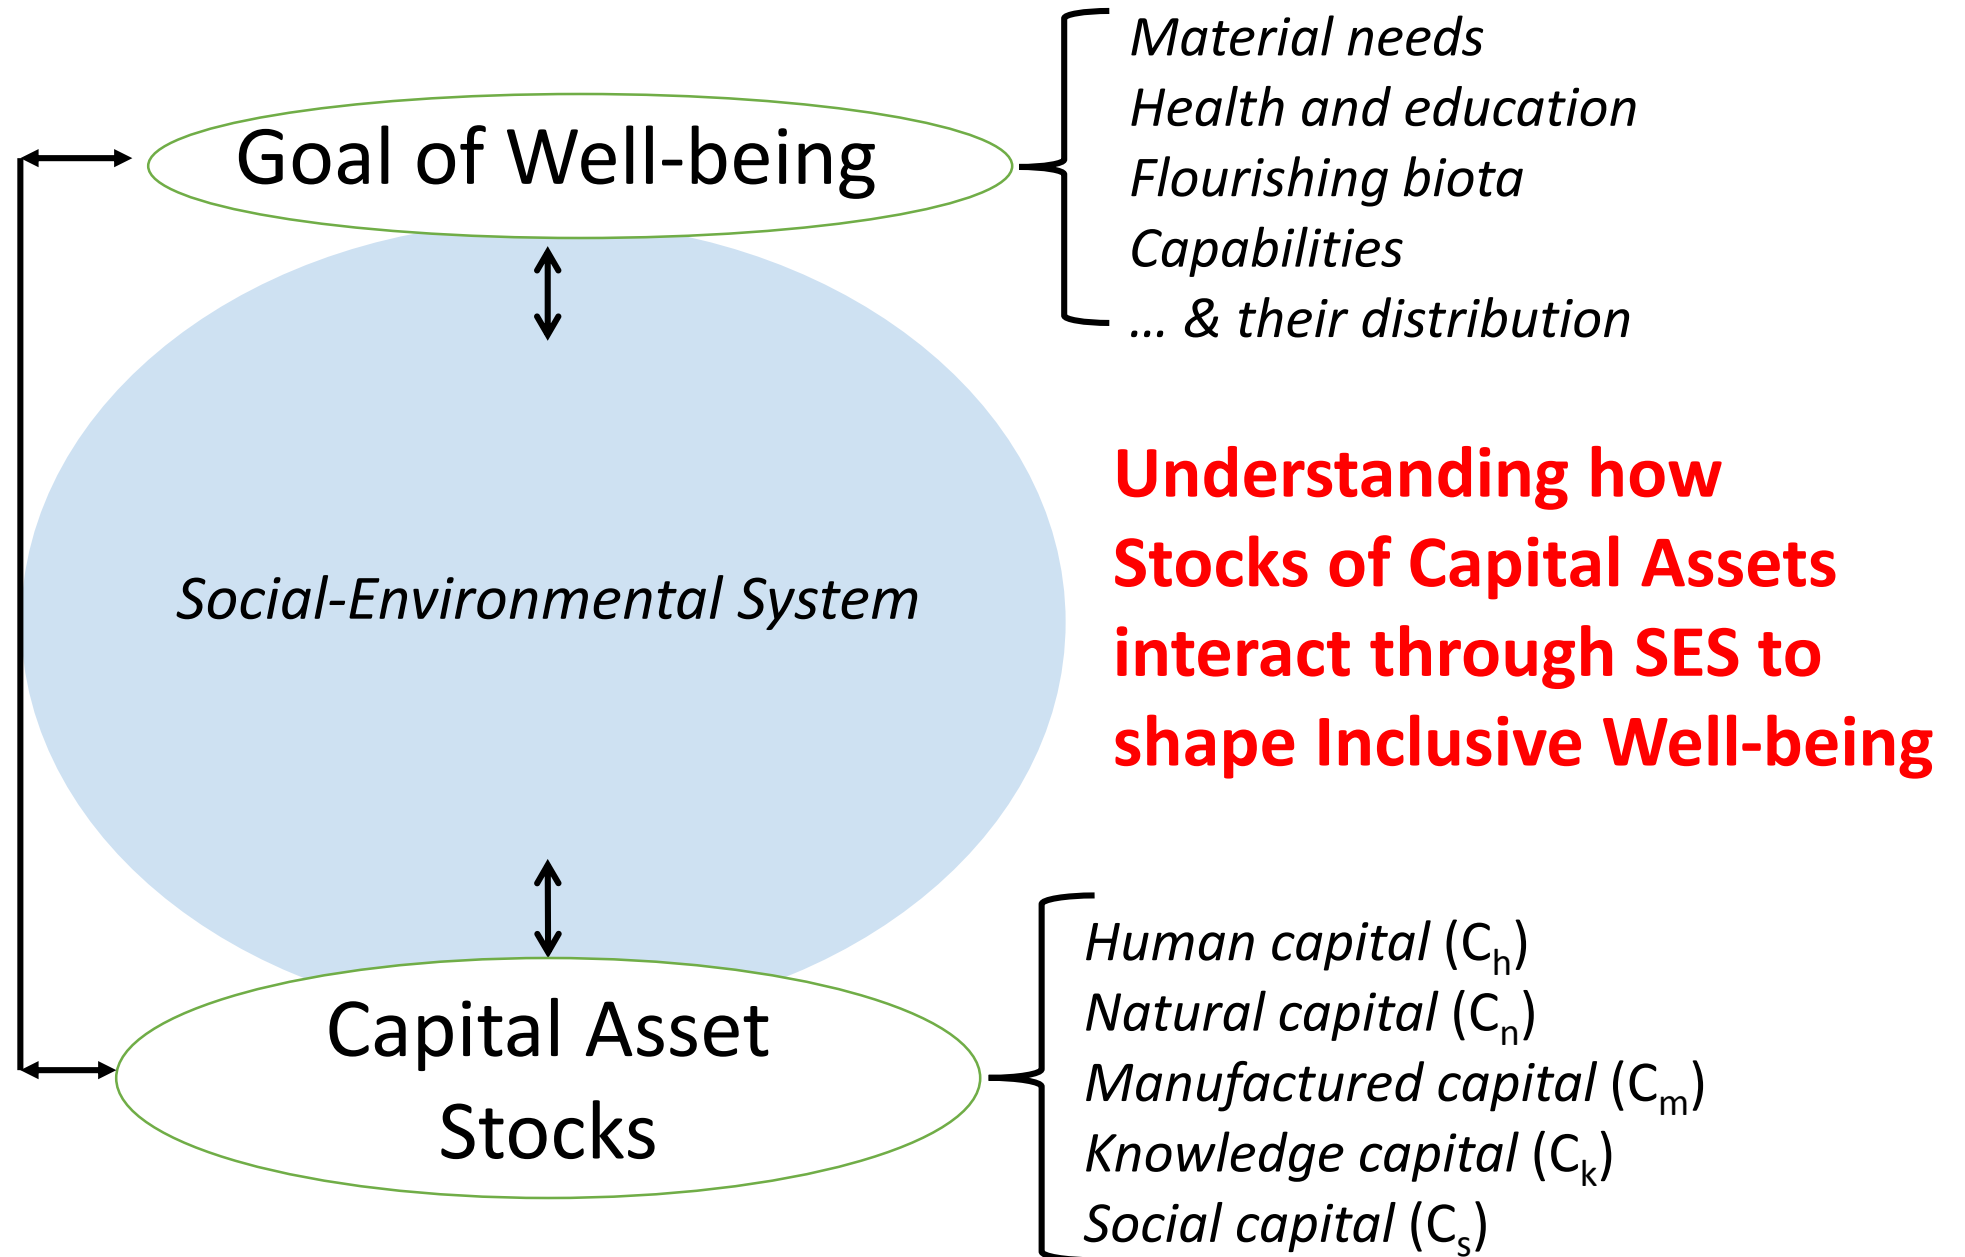 Goal of Well-being
Material needs
Health and education
Flourishing biota
Capabilities
... & their distribution
Social-Environmental System
Understanding how
Stocks of Capital Assets
interact through SES to
shape Inclusive Well-being
Capital Asset
Stocks
Human capital (Cₕ)
Natural capital (Cₙ)
Manufactured capital (Cₘ)
Knowledge capital (Cₖ)
Social capital (Cₛ)